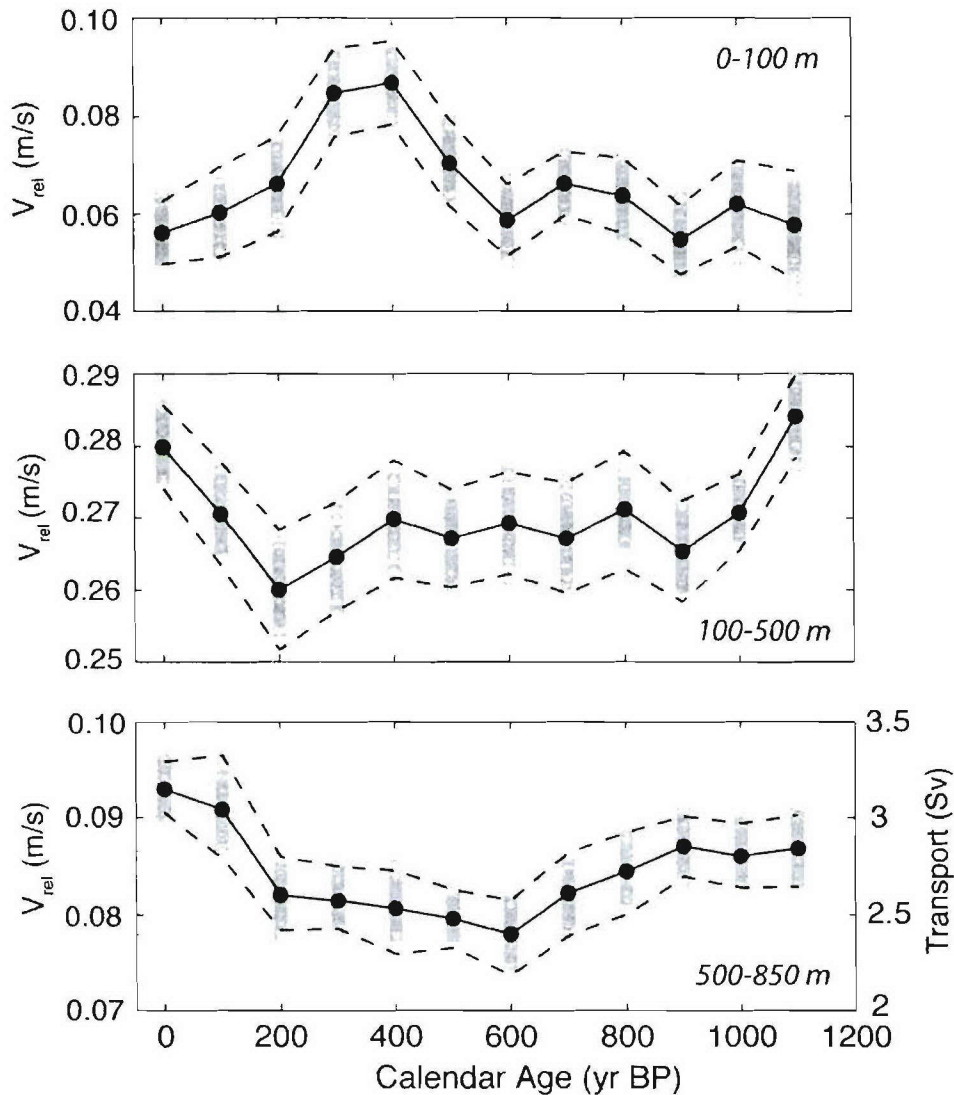 0.10
0-100 m
0.08
V_rel (m/s)
0.06
0.04
0.29
0.28
V_rel (m/s)
0.27
0.26
100-500 m
0.25
0.10
3.5
0.09
3
V_rel (m/s)
Transport (Sv)
0.08
2.5
500-850 m
0.07
2
0 200 400 600 800 1000 1200
Calendar Age (yr BP)